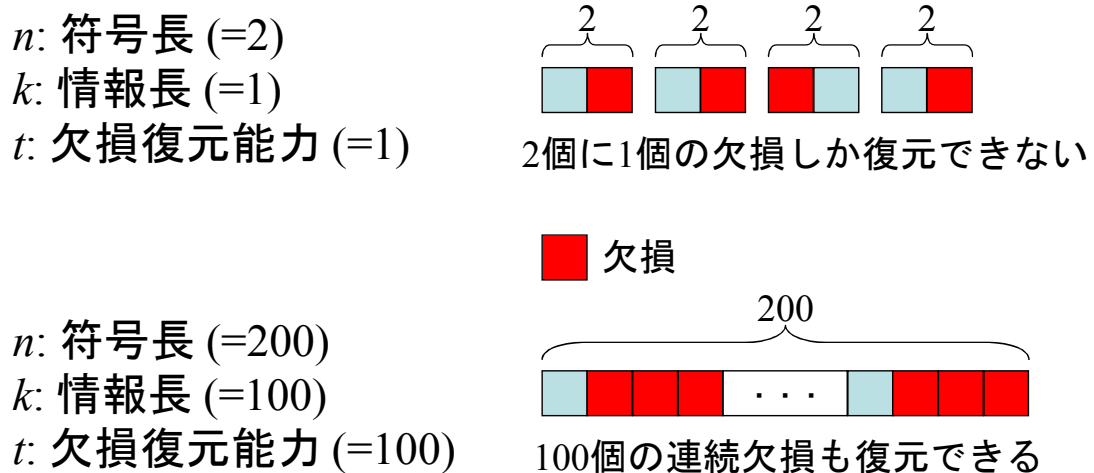 n: 符号長 (=2)
k: 情報長 (=1)
t: 欠損復元能力 (=1)
2 2 2 2
2個に1個の欠損しか復元できない
欠損
n: 符号長 (=200)
k: 情報長 (=100)
t: 欠損復元能力 (=100)
200
...
100個の連続欠損も復元できる